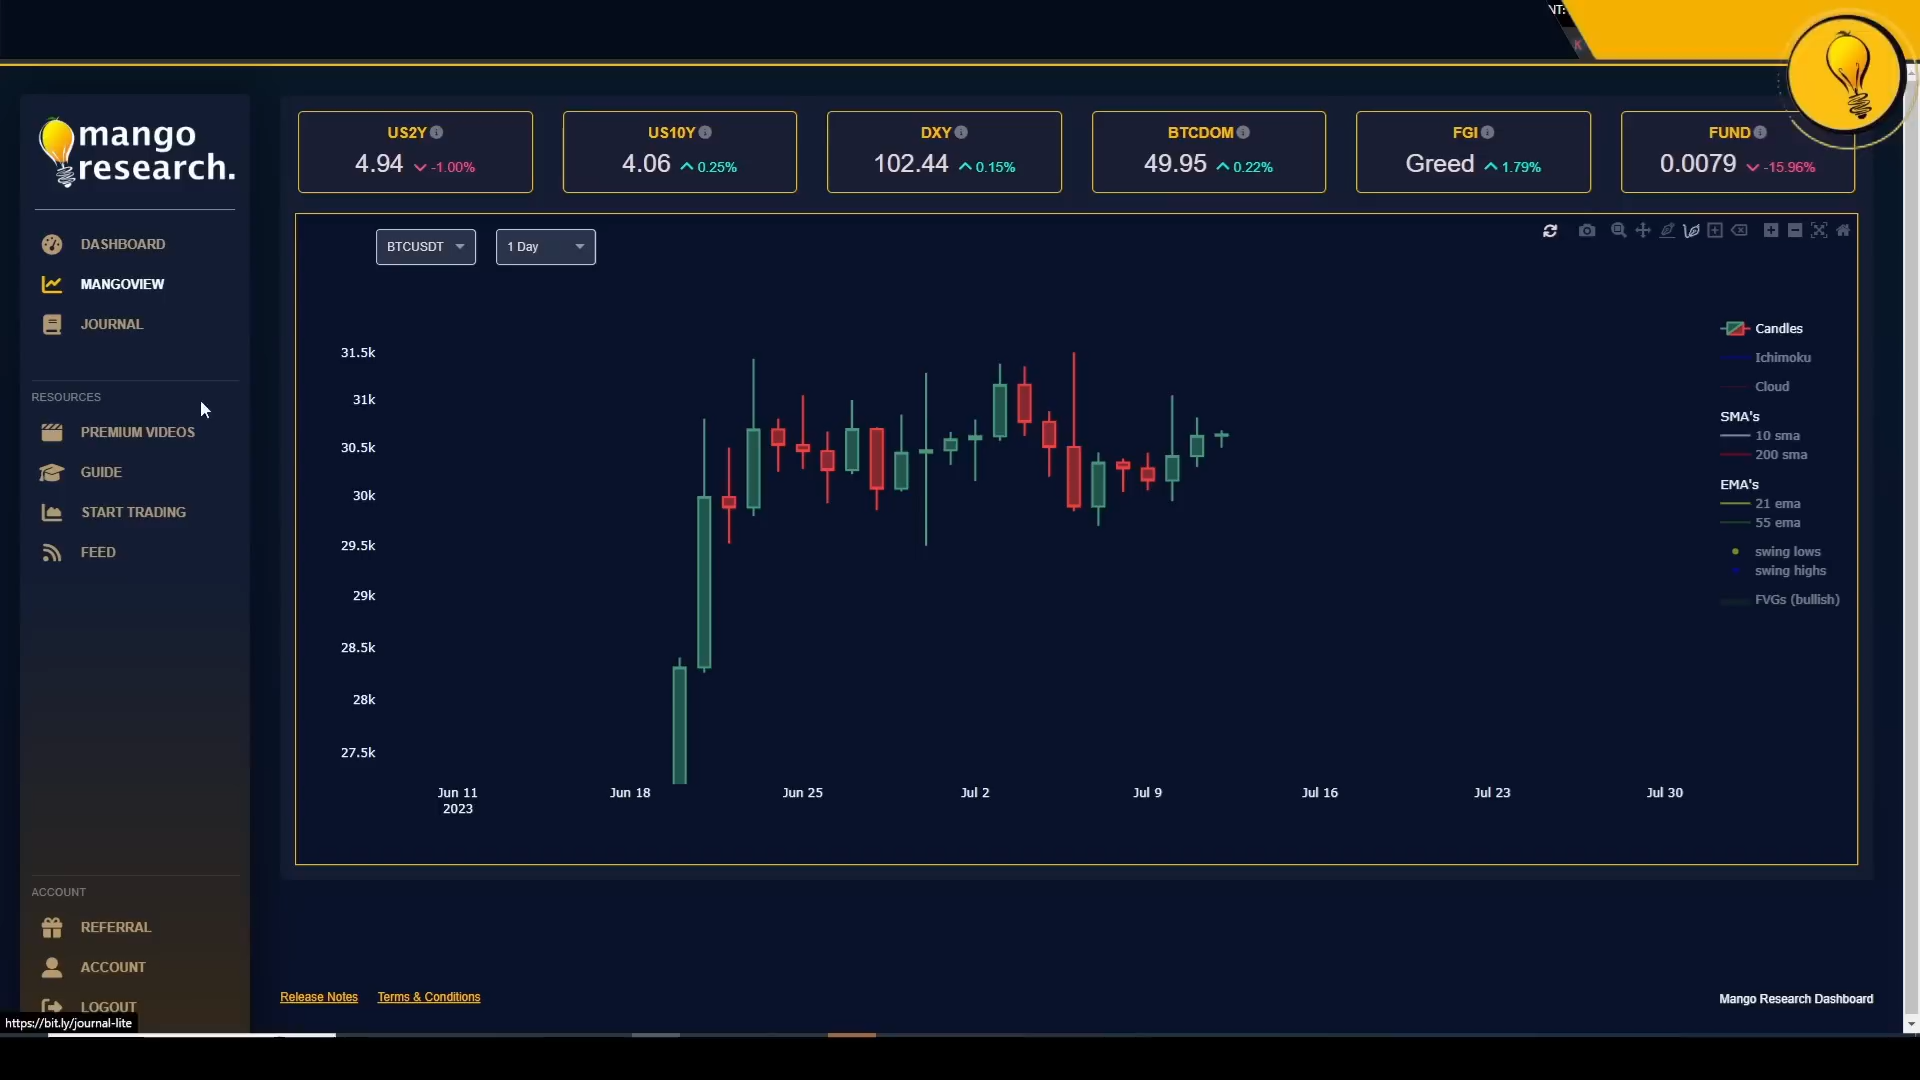 NT:
K
mango
research.
US2Y
4.94 -1.00%
US10Y
4.06 0.25%
DXY
102.44 0.15%
BTCDOM
49.95 0.22%
FGI
Greed 1.79%
FUND
0.0079 -15.96%
DASHBOARD
MANGOVIEW
JOURNAL
RESOURCES
PREMIUM VIDEOS
GUIDE
START TRADING
FEED
BTCUSDT
1 Day
31.5k
31k
30.5k
30k
29.5k
29k
28.5k
28k
27.5k
Jun 11
2023
Jun 18
Jun 25
Jul 2
Jul 9
Jul 16
Jul 23
Jul 30
Candles
Ichimoku
Cloud
SMA's
10 sma
200 sma
EMA's
21 ema
55 ema
swing lows
swing highs
FVGs (bullish)
ACCOUNT
REFERRAL
ACCOUNT
LOGOUT
https://bit.ly/journal-lite
Release Notes Terms & Conditions
Mango Research Dashboard